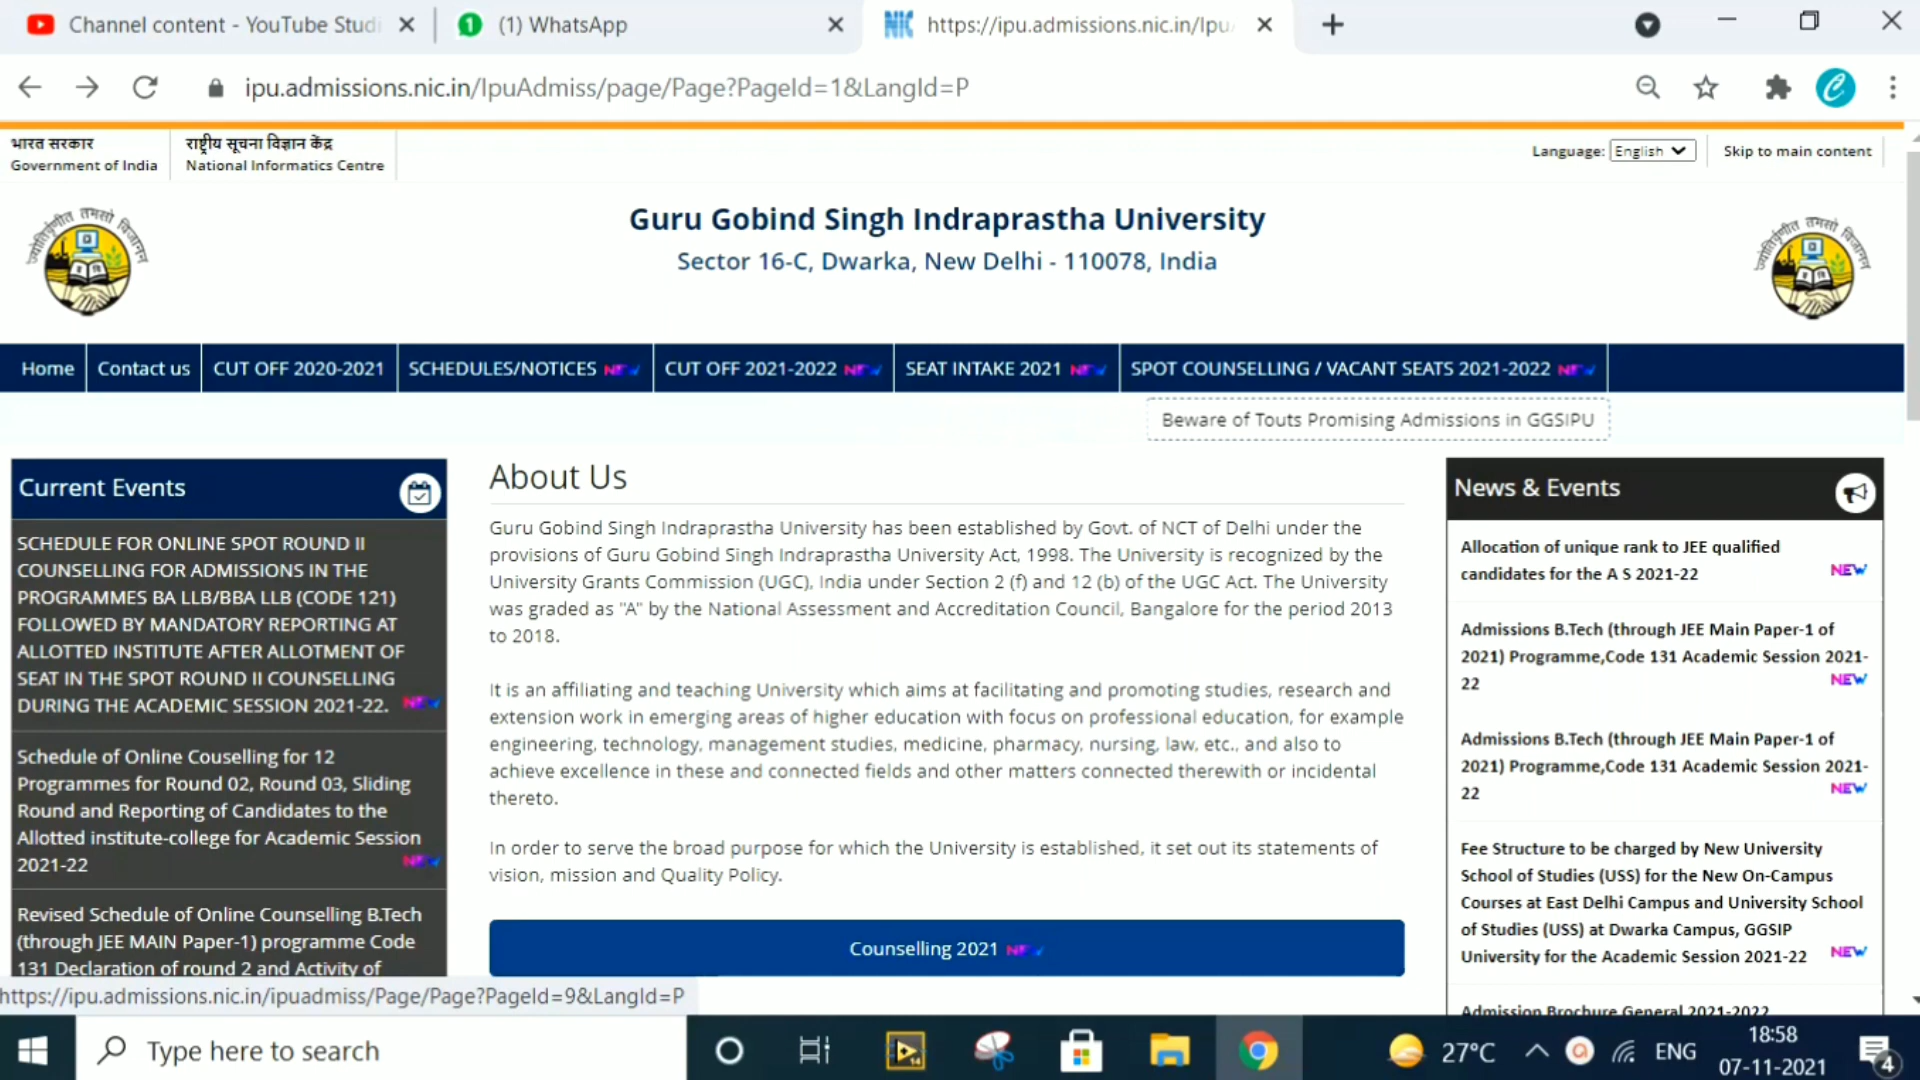 Channel content - YouTube Studi
(1) WhatsApp
https://ipu.admissions.nic.in/Ipu
ipu.admissions.nic.in/IpuAdmiss/page/Page?PageId=1&LangId=P
भारत सरकार
Government of India
राष्ट्रीय सूचना विज्ञान केंद्र
National Informatics Centre
Language: English
Skip to main content
Guru Gobind Singh Indraprastha University
Sector 16-C, Dwarka, New Delhi - 110078, India
Home
Contact us
CUT OFF 2020-2021
SCHEDULES/NOTICES NEW
CUT OFF 2021-2022 NEW
SEAT INTAKE 2021 NEW
SPOT COUNSELLING / VACANT SEATS 2021-2022 NEW
Beware of Touts Promising Admissions in GGSIPU
Current Events
SCHEDULE FOR ONLINE SPOT ROUND II
COUNSELLING FOR ADMISSIONS IN THE
PROGRAMMES BA LLB/BBA LLB (CODE 121)
FOLLOWED BY MANDATORY REPORTING AT
ALLOTTED INSTITUTE AFTER ALLOTMENT OF
SEAT IN THE SPOT ROUND II COUNSELLING
DURING THE ACADEMIC SESSION 2021-22. NEW
Schedule of Online Couselling for 12
Programmes for Round 02, Round 03, Sliding
Round and Reporting of Candidates to the
Allotted institute-college for Academic Session
2021-22 NEW
Revised Schedule of Online Counselling B.Tech
(through JEE MAIN Paper-1) programme Code
131 Declaration of round 2 and Activity of
About Us
Guru Gobind Singh Indraprastha University has been established by Govt. of NCT of Delhi under the
provisions of Guru Gobind Singh Indraprastha University Act, 1998. The University is recognized by the
University Grants Commission (UGC), India under Section 2 (f) and 12 (b) of the UGC Act. The University
was graded as "A" by the National Assessment and Accreditation Council, Bangalore for the period 2013
to 2018.
It is an affiliating and teaching University which aims at facilitating and promoting studies, research and
extension work in emerging areas of higher education with focus on professional education, for example
engineering, technology, management studies, medicine, pharmacy, nursing, law, etc., and also to
achieve excellence in these and connected fields and other matters connected therewith or incidental
thereto.
In order to serve the broad purpose for which the University is established, it set out its statements of
vision, mission and Quality Policy.
Counselling 2021 NEW
News & Events
Allocation of unique rank to JEE qualified
candidates for the A S 2021-22 NEW
Admissions B.Tech (through JEE Main Paper-1 of
2021) Programme,Code 131 Academic Session 2021-
22 NEW
Admissions B.Tech (through JEE Main Paper-1 of
2021) Programme,Code 131 Academic Session 2021-
22 NEW
Fee Structure to be charged by New University
School of Studies (USS) for the New On-Campus
Courses at East Delhi Campus and University School
of Studies (USS) at Dwarka Campus, GGSIP
University for the Academic Session 2021-22 NEW
Admission Brochure General 2021-2022
https://ipu.admissions.nic.in/ipuadmiss/Page/Page?PageId=9&LangId=P
Type here to search
27°C
ENG
18:58
07-11-2021
4